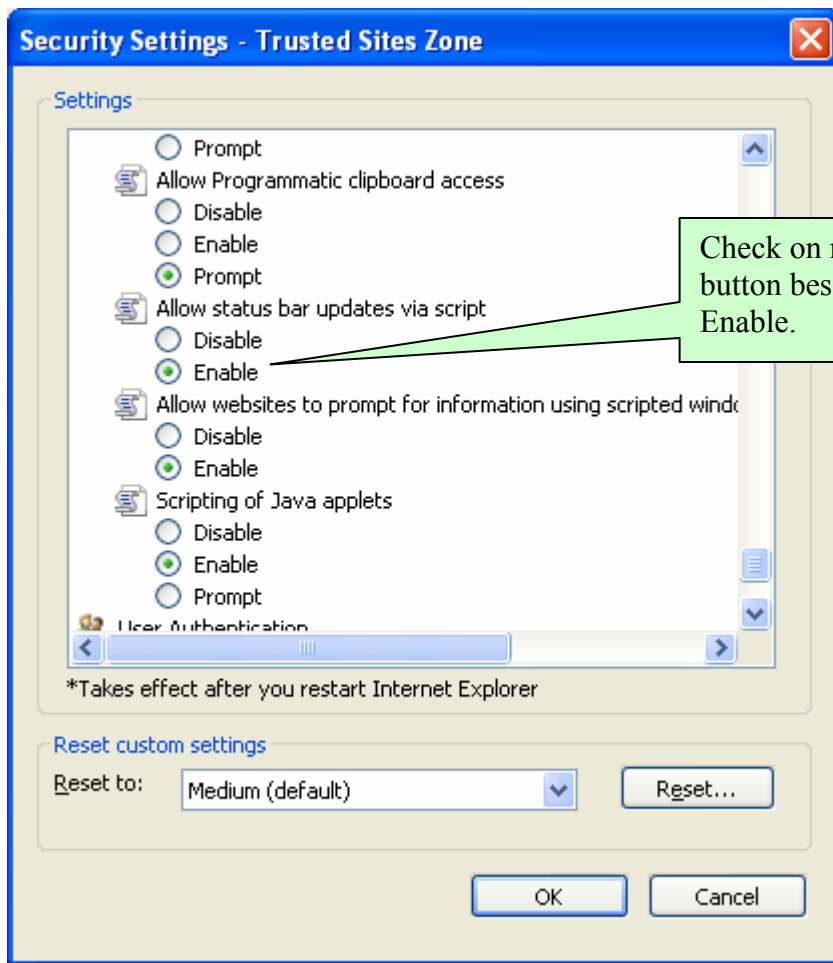 Security Settings - Trusted Sites Zone
Settings
Prompt
Allow Programmatic clipboard access
Disable
Enable
Prompt
Allow status bar updates via script
Disable
Enable
Allow websites to prompt for information using scripted
Disable
Enable
Scripting of Java applets
Disable
Enable
Prompt
User Authentication
*Takes effect after you restart Internet Explorer
Reset custom settings
Reset to:
Medium (default)
Reset...
OK
Cancel
Check on
button
Enable.